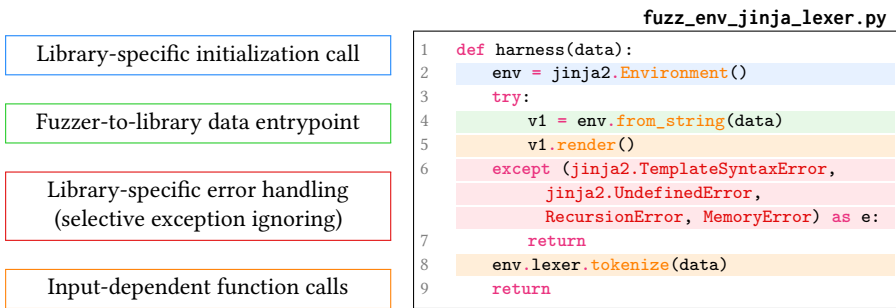 fuzz_env_jinja_lexer.py
Library-specific initialization call
Fuzzer-to-library data entrypoint
Library-specific error handling
(selective exception ignoring)
Input-dependent function calls
1 def harness(data):
2 env = jinja2.Environment()
3 try:
4 v1 = env.from_string(data)
5 v1.render()
6 except (jinja2.TemplateSyntaxError,
jinja2.UndefinedError,
RecursionError, MemoryError) as e:
7 return
8 env.lexer.tokenize(data)
9 return